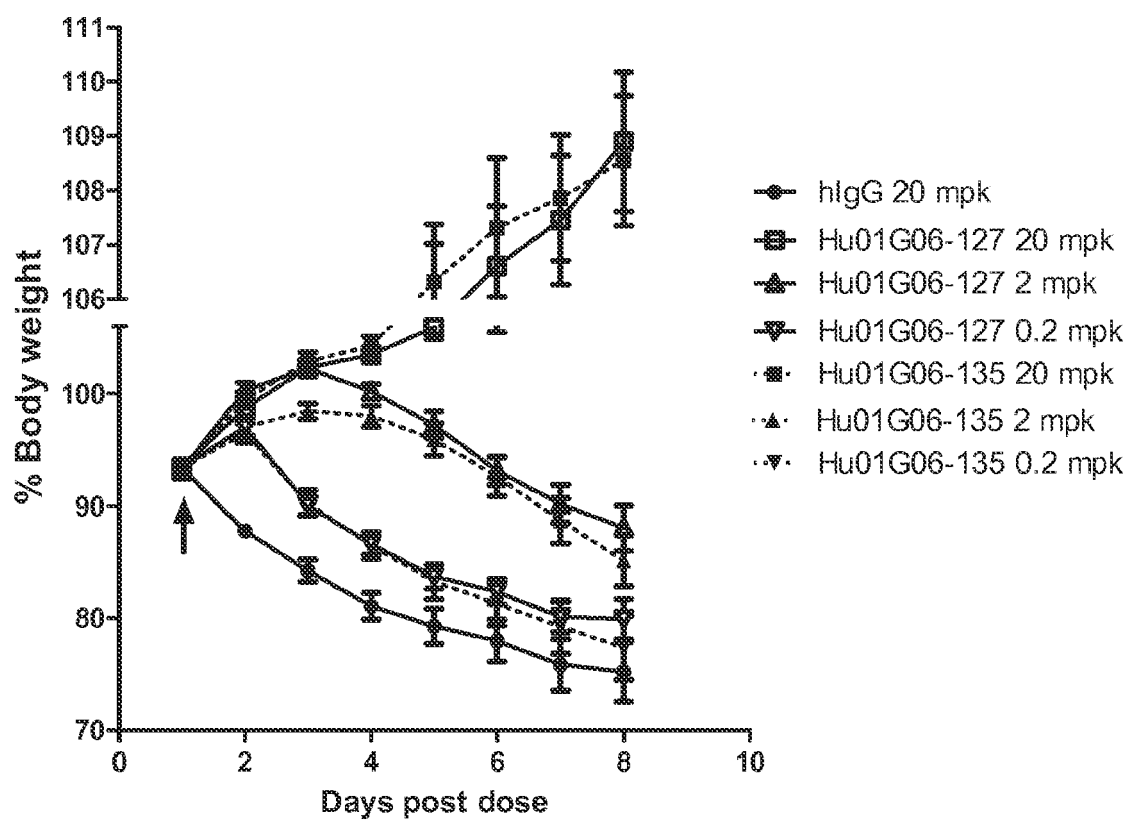 111
110
109
108
107
106
100
90
80
70
% Body weight
0 2 4 6 8 10
Days post dose
hIgG 20 mpk
Hu01G06-127 20 mpk
Hu01G06-127 2 mpk
Hu01G06-127 0.2 mpk
Hu01G06-135 20 mpk
Hu01G06-135 2 mpk
Hu01G06-135 0.2 mpk